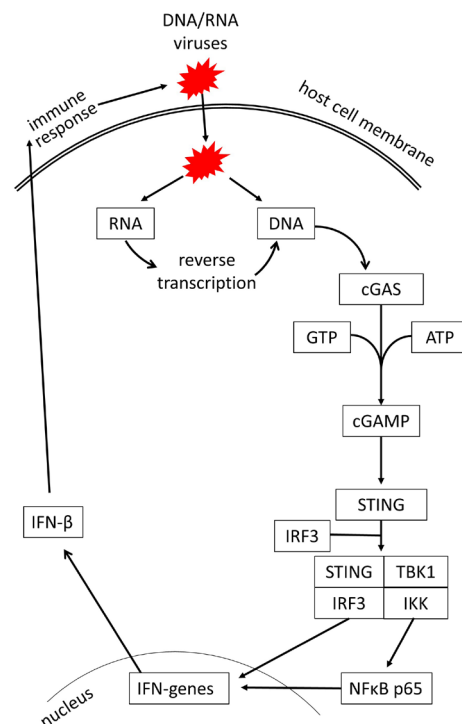 DNA/RNA
viruses
immune
response
host cell membrane
RNA
DNA
reverse
transcription
cGAS
GTP
ATP
cGAMP
STING
IRF3
STING
TBK1
IRF3
IKK
IFN-β
IFN-genes
NFκB p65
nucleus